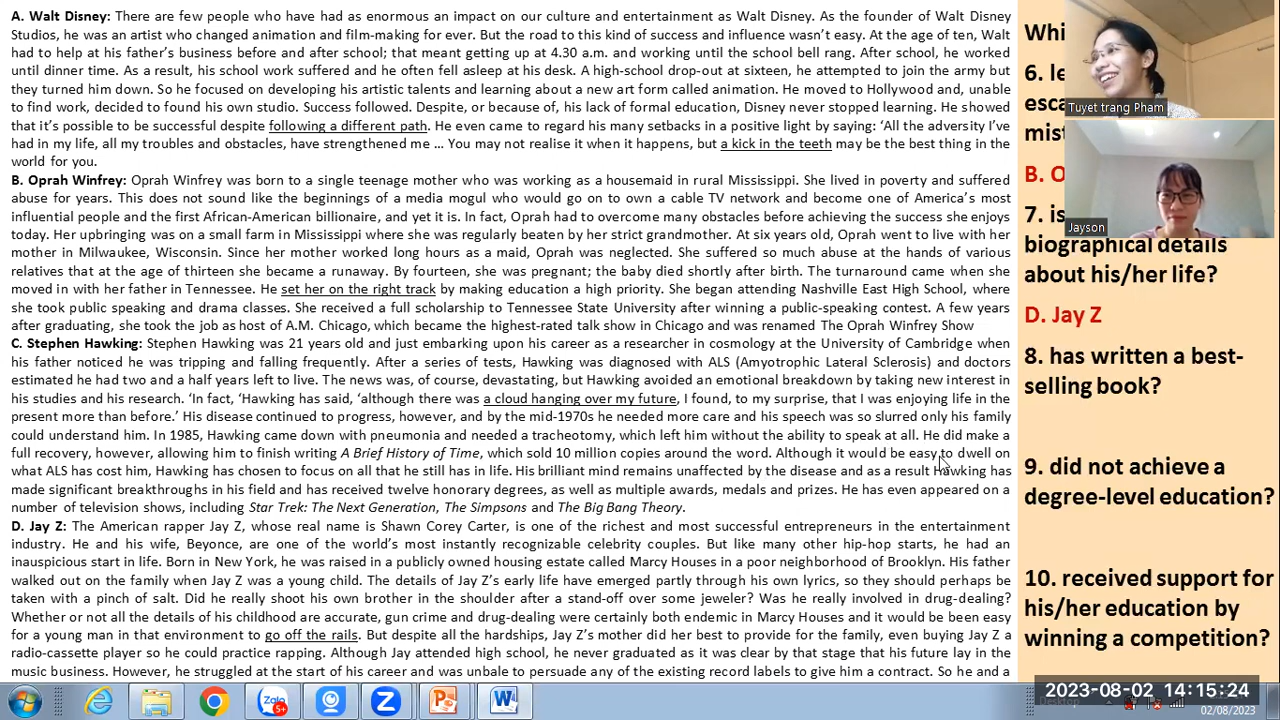 A. Walt Disney: There are few people who have had as enormous an impact on our culture and entertainment as Walt Disney. As the founder of Walt Disney
Studios, he was an artist who changed animation and film-making for ever. But the road to this kind of success and influence wasn't easy. At the age of ten, Walt
had to help at his father's business before and after school; that meant getting up at 4.30 a.m. and working until the school bell rang. After school, he worked
until dinner time. As a result, his school work suffered and he often fell asleep at his desk. A high-school drop-out at sixteen, he attempted to join the army but
they turned him down. So he focused on developing his artistic talents and learning about a new art form called animation. He moved to Hollywood and, unable
to find work, decided to found his own studio. Success followed. Despite, or because of, his lack of formal education, Disney never stopped learning. He showed
that it's possible to be successful despite following a different path. He even came to regard his many setbacks in a positive light by saying: 'All the adversity I've
had in my life, all my troubles and obstacles, have strengthened me ... You may not realise it when it happens, but a kick in the teeth may be the best thing in the
world for you.
B. Oprah Winfrey: Oprah Winfrey was born to a single teenage mother who was working as a housemaid in rural Mississippi. She lived in poverty and suffered
abuse for years. This does not sound like the beginnings of a media mogul who would go on to own a cable TV network and become one of America's most
influential people and the first African-American billionaire, and yet it is. In fact, Oprah had to overcome many obstacles before achieving the success she enjoys
today. Her upbringing was on a small farm in Mississippi where she was regularly beaten by her strict grandmother. At six years old, Oprah went to live with her
mother in Milwaukee, Wisconsin. Since her mother worked long hours as a maid, Oprah was neglected. She suffered so much abuse at the hands of various
relatives that at the age of thirteen she became a runaway. By fourteen, she was pregnant; the baby died shortly after birth. The turnaround came when she
moved in with her father in Tennessee. He set her on the right track by making education a high priority. She began attending Nashville East High School, where
she took public speaking and drama classes. She received a full scholarship to Tennessee State University after winning a public-speaking contest. A few years
after graduating, she took the job as host of A.M. Chicago, which became the highest-rated talk show in Chicago and was renamed The Oprah Winfrey Show
C. Stephen Hawking: Stephen Hawking was 21 years old and just embarking upon his career as a researcher in cosmology at the University of Cambridge when
his father noticed he was tripping and falling frequently. After a series of tests, Hawking was diagnosed with ALS (Amyotrophic Lateral Sclerosis) and doctors
estimated he had two and a half years left to live. The news was, of course, devastating, but Hawking avoided an emotional breakdown by taking new interest in
his studies and his research. 'In fact, 'Hawking has said, 'although there was a cloud hanging over my future, I found, to my surprise, that I was enjoying life in the
present more than before.' His disease continued to progress, however, and by the mid-1970s he needed more care and his speech was so slurred only his family
could understand him. In 1985, Hawking came down with pneumonia and needed a tracheotomy, which left him without the ability to speak at all. He did make a
full recovery, however, allowing him to finish writing A Brief History of Time, which sold 10 million copies around the word. Although it would be easy to dwell on
what ALS has cost him, Hawking has chosen to focus on all that he still has in life. His brilliant mind remains unaffected by the disease and as a result Hawking has
made significant breakthroughs in his field and has received twelve honorary degrees, as well as multiple awards, medals and prizes. He has even appeared on a
number of television shows, including Star Trek: The Next Generation, The Simpsons and The Big Bang Theory.
D. Jay Z: The American rapper Jay Z, whose real name is Shawn Corey Carter, is one of the richest and most successful entrepreneurs in the entertainment
industry. He and his wife, Beyonce, are one of the world's most instantly recognizable celebrity couples. But like many other hip-hop starts, he had an
inauspicious start in life. Born in New York, he was raised in a publicly owned housing estate called Marcy Houses in a poor neighborhood of Brooklyn. His father
walked out on the family when Jay Z was a young child. The details of Jay Z's early life have emerged partly through his own lyrics, so they should perhaps be
taken with a pinch of salt. Did he really shoot his own brother in the shoulder after a stand-off over some jeweler? Was he really involved in drug-dealing?
Whether or not all the details of his childhood are accurate, gun crime and drug-dealing were certainly both endemic in Marcy Houses and it would be been easy
for a young man in that environment to go off the rails. But despite all the hardships, Jay Z's mother did her best to provide for the family, even buying Jay Z a
radio-cassette player so he could practice rapping. Although Jay attended high school, he never graduated as it was clear by that stage that his future lay in the
music business. However, he struggled at the start of his career and was unbale to persuade any of the existing record labels to give him a contract. So he and a
Whi
6. le
esca
mist
B. O
7. is
biographical details
about his/her life?
D. Jay Z
8. has written a best-
selling book?
9. did not achieve a
degree-level education?
10. received support for
his/her education by
winning a competition?
Tuyet trang Pham
Jayson
Zalo
5+
2023-08-02 14:15:24
Desktop
02/08/2023